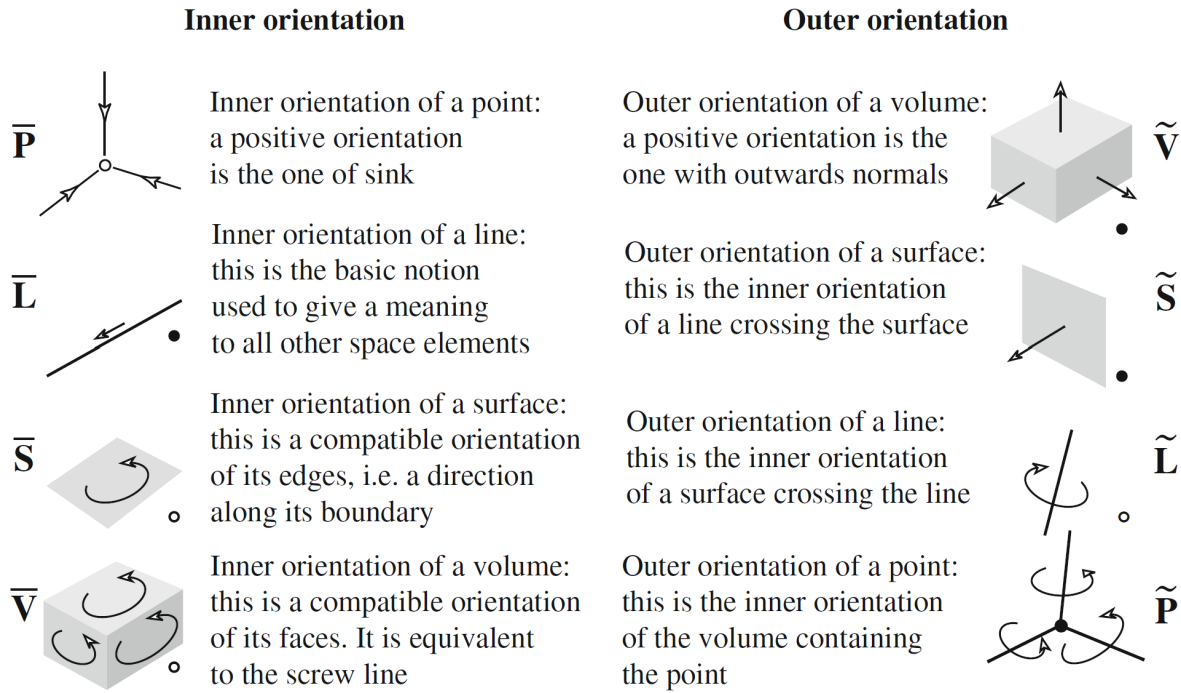 Inner orientation
P̅
Inner orientation of a point:
a positive orientation
is the one of sink
L̅
Inner orientation of a line:
this is the basic notion
used to give a meaning
to all other space elements
S̅
Inner orientation of a surface:
this is a compatible orientation
of its edges, i.e. a direction
along its boundary
V̅
Inner orientation of a volume:
this is a compatible orientation
of its faces. It is equivalent
to the screw line
Outer orientation
Outer orientation of a volume:
a positive orientation is the
one with outwards normals
Ṽ
Outer orientation of a surface:
this is the inner orientation
of a line crossing the surface
S̃
Outer orientation of a line:
this is the inner orientation
of a surface crossing the line
L̃
Outer orientation of a point:
this is the inner orientation
of the volume containing
the point
P̃